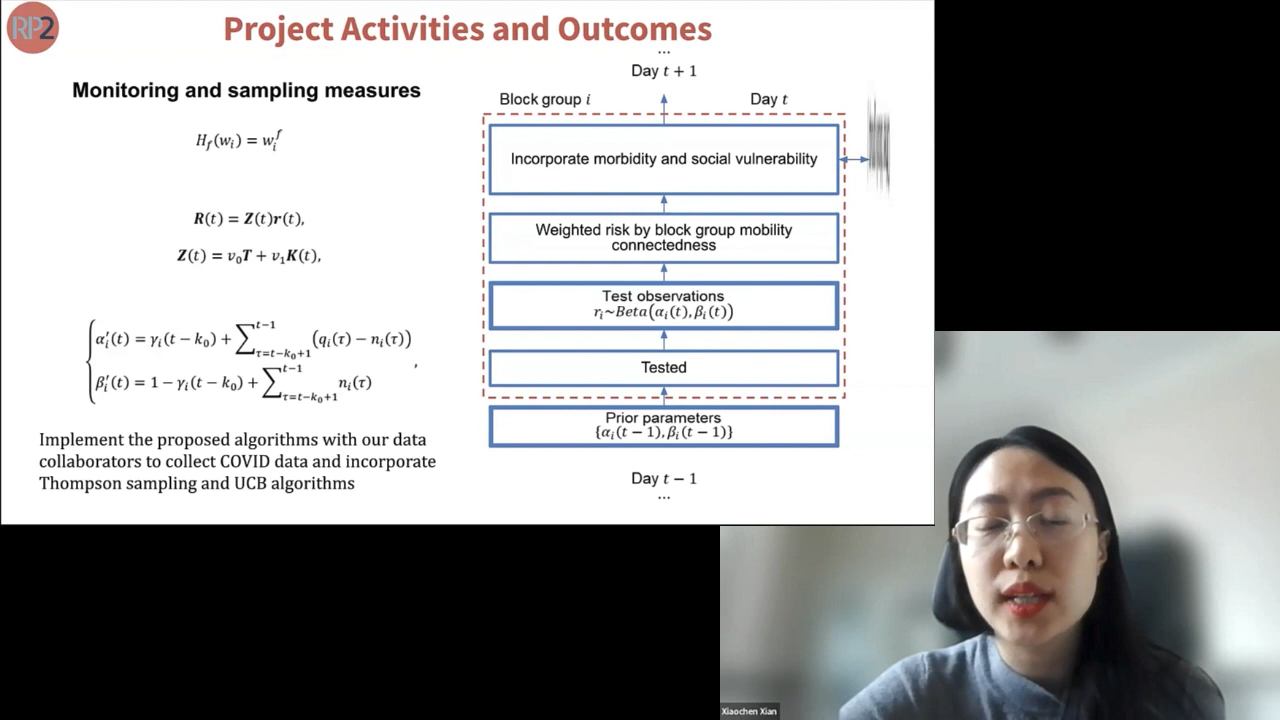 RP2
Project Activities and Outcomes
Monitoring and sampling measures
H_f(w_i) = w_i^f
R(t) = Z(t)r(t),
Z(t) = v_0T + v_1K(t),
α_i′(t) = γ_i(t − k_0) + ∑_{τ=t−k_0+1}^{t−1} (q_i(τ) − n_i(τ))
β_i′(t) = 1 − γ_i(t − k_0) + ∑_{τ=t−k_0+1}^{t−1} n_i(τ)
,
Implement the proposed algorithms with our data
collaborators to collect COVID data and incorporate
Thompson sampling and UCB algorithms
...
Day t + 1
Block group i
Day t
Incorporate morbidity and social vulnerability
Weighted risk by block group mobility
connectedness
Test observations
r_i~Beta(α_i(t), β_i(t))
Tested
Prior parameters
{α_i(t − 1), β_i(t − 1)}
Day t − 1
...
Xiaochen Xian